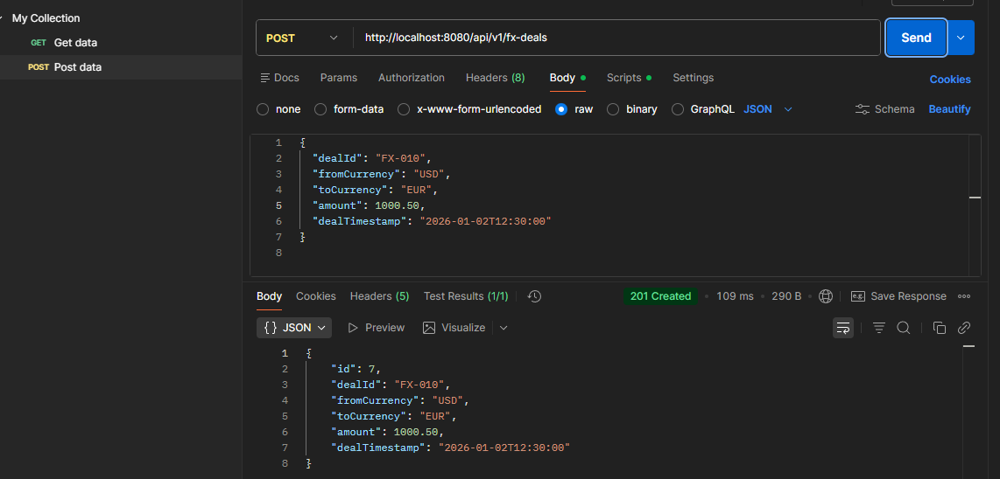 My Collection
GET Get data
POST Post data
POST http://localhost:8080/api/v1/fx-deals Send
Docs Params Authorization Headers (8) Body Scripts Settings Cookies
none form-data x-www-form-urlencoded raw binary GraphQL JSON Schema Beautify
1 {
2 "dealId": "FX-010",
3 "fromCurrency": "USD",
4 "toCurrency": "EUR",
5 "amount": 1000.50,
6 "dealTimestamp": "2026-01-02T12:30:00"
7 }
8
Body Cookies Headers (5) Test Results (1/1) 201 Created • 109 ms • 290 B • e.g. Save Response
{} JSON Preview Visualize
1 {
2 "id": 7,
3 "dealId": "FX-010",
4 "fromCurrency": "USD",
5 "toCurrency": "EUR",
6 "amount": 1000.50,
7 "dealTimestamp": "2026-01-02T12:30:00"
8 }